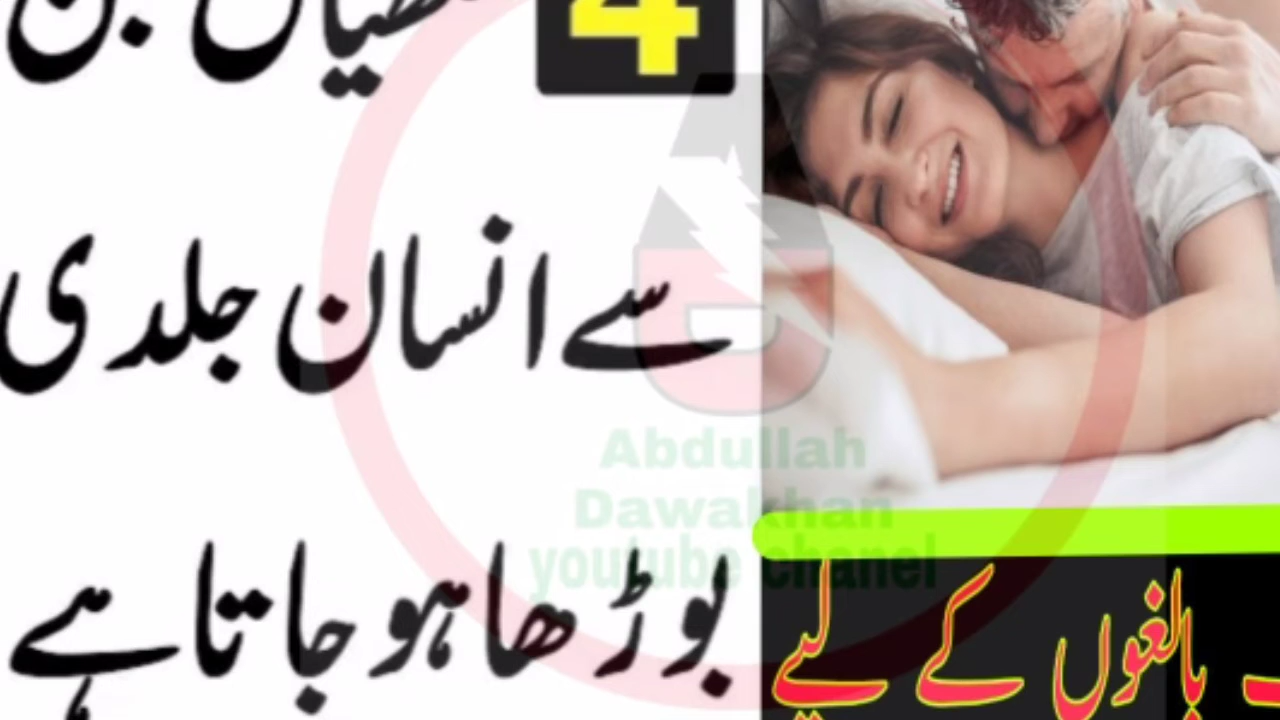 4
سے انسان جلدی
بوڑھا ہو جاتا ہے
بالغوں کے لیے
Abdullah
Dawakhan
youtube chanel